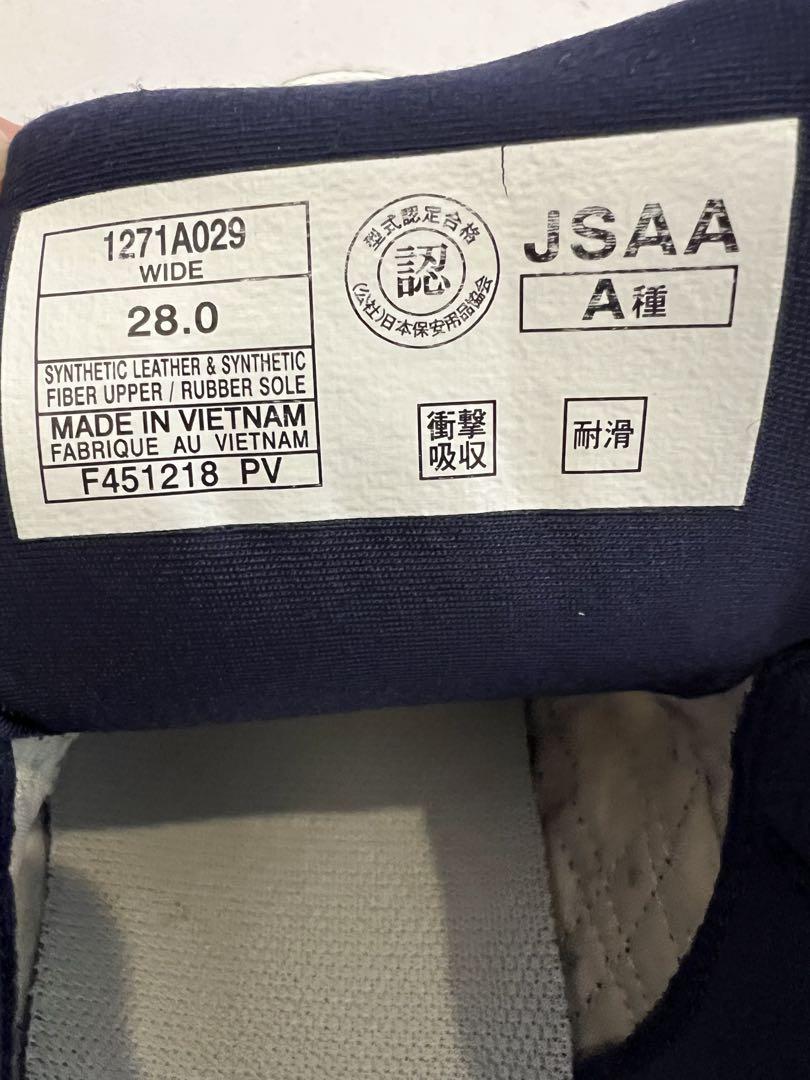 1271A029
WIDE
28.0
SYNTHETIC LEATHER & SYNTHETIC
FIBER UPPER / RUBBER SOLE
MADE IN VIETNAM
FABRIQUE AU VIETNAM
F451218 PV
型式認定合格
認
(公社)日本保安用品協会
JSAA
A種
衝撃
吸収
耐滑